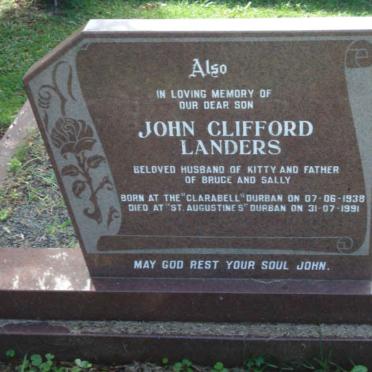 Also
IN LOVING MEMORY OF
OUR DEAR SON
JOHN CLIFFORD
LANDERS
BELOVED HUSBAND OF KITTY AND FATHER
OF BRUCE AND SALLY
BORN AT THE "CLARABELL" DURBAN ON 07-06-1938
DIED AT "ST. AUGUSTINES" DURBAN ON 31-07-1991
MAY GOD REST YOUR SOUL JOHN.